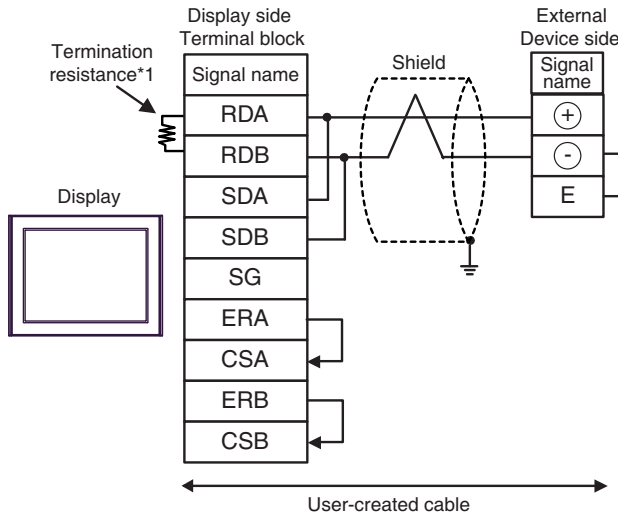 Display side
Terminal block
External
Device side
Termination
resistance*1
Shield
Signal name
Signal
name
RDA
+
RDB
-
SDA
E
Display
SDB
SG
ERA
CSA
ERB
CSB
User-created cable